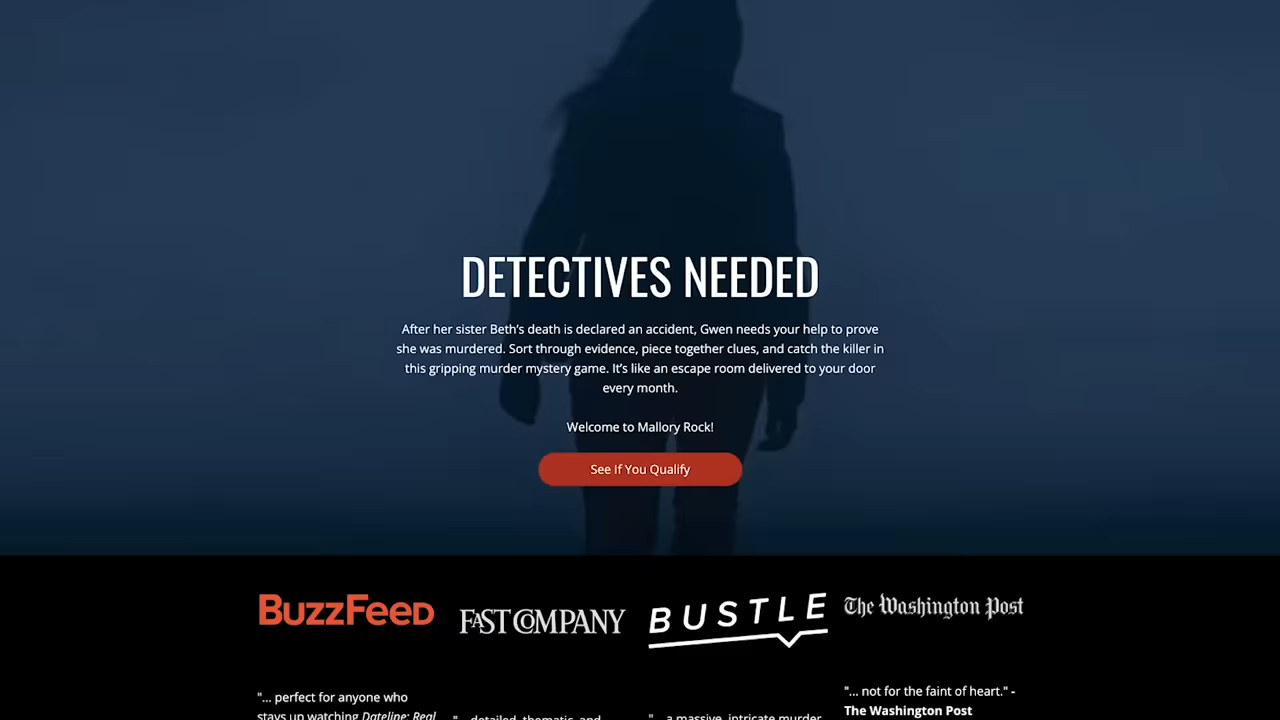 DETECTIVES NEEDED
After her sister Beth’s death is declared an accident, Gwen needs your help to prove
she was murdered. Sort through evidence, piece together clues, and catch the killer in
this gripping murder mystery game. It’s like an escape room delivered to your door
every month.
Welcome to Mallory Rock!
See If You Qualify
BuzzFeed
FAST COMPANY
BUSTLE
The Washington Post
"... perfect for anyone who
stays up watching Dateline: Real
"... detailed, thematic, and
"... a massive, intricate murder
"... not for the faint of heart." -
The Washington Post